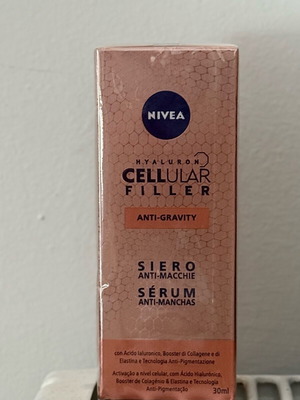 NIVEA
HYALURON
CELLULAR
FILLER
ANTI-GRAVITY
SIERO
ANTI-MACCHIE
SÉRUM
ANTI-MANCHAS
con Acido Ialuronico, Booster di Collagene e di
Elastina e Tecnologia Anti-Pigmentazione
Activação a nível celular, com Ácido Hialurónico,
Booster de Colagénio & Elastina e Tecnologia
Anti-Pigmentação
30ml